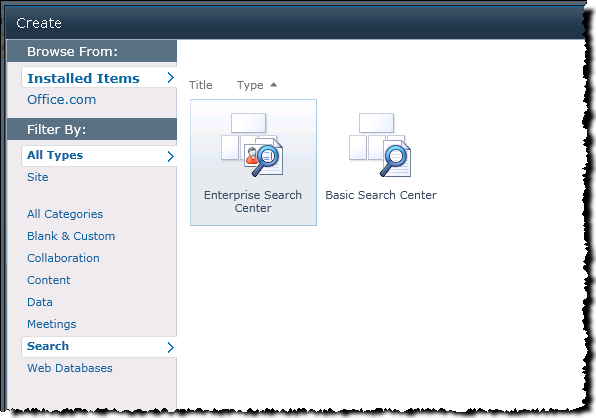 Create
Browse From:
Installed Items
Office.com
Filter By:
All Types
Site
All Categories
Blank & Custom
Collaboration
Content
Data
Meetings
Search
Web Databases
Title Type
Enterprise Search
Center
Basic Search Center